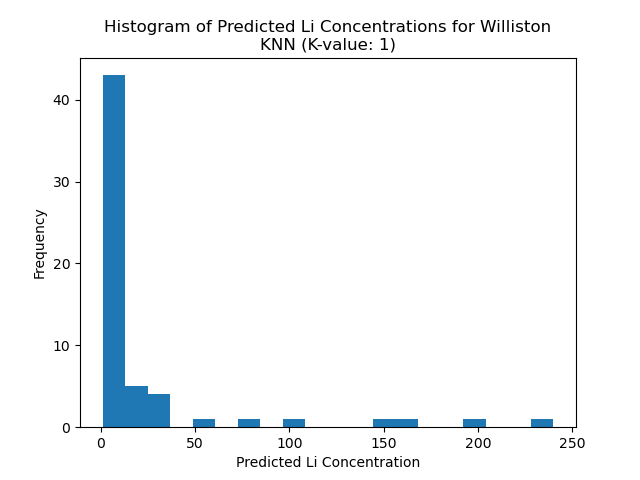 Histogram of Predicted Li Concentrations for Williston
KNN (K-value: 1)
40
30
20
10
0
Frequency
0 50 100 150 200 250
Predicted Li Concentration